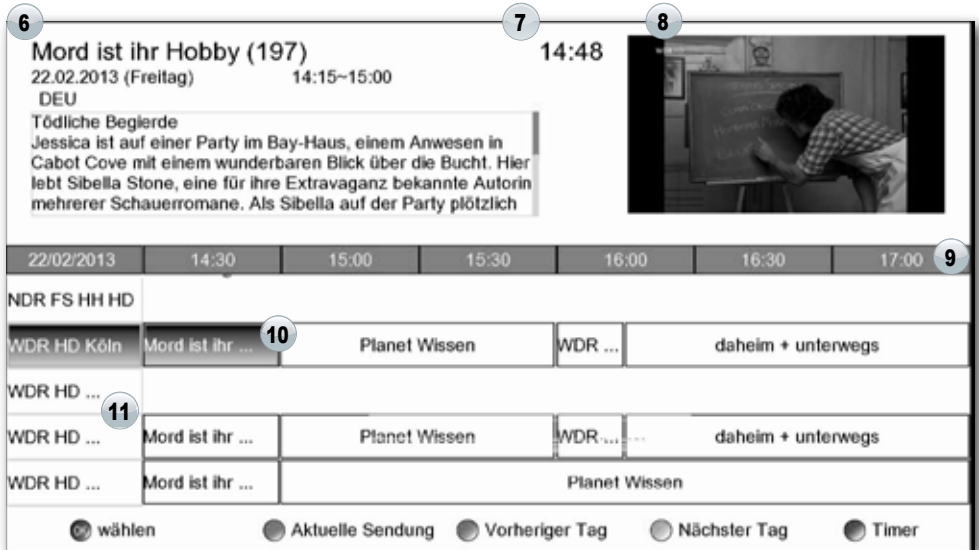 6
7
8
Mord ist ihr Hobby (197)
14:48
22.02.2013 (Freitag)
14:15~15:00
DEU
Tödliche Begierde
Jessica ist auf einer Party im Bay-Haus, einem Anwesen in
Cabot Cove mit einem wunderbaren Blick über die Bucht. Hier
lebt Sibella Stone, eine für ihre Extravaganz bekannte Autorin
mehrerer Schauerromane. Als Sibella auf der Party plötzlich
22/02/2013 14:30 15:00 15:30 16:00 16:30 17:00 9
NDR FS HH HD
WDR HD Köln Mord ist ihr ... 10 Planet Wissen WDR ... daheim + unterwegs
WDR HD ...
11
WDR HD ... Mord ist ihr ... Planet Wissen WDR ... daheim + unterwegs
WDR HD ... Mord ist ihr ... Planet Wissen
wählen Aktuelle Sendung Vorheriger Tag Nächster Tag Timer